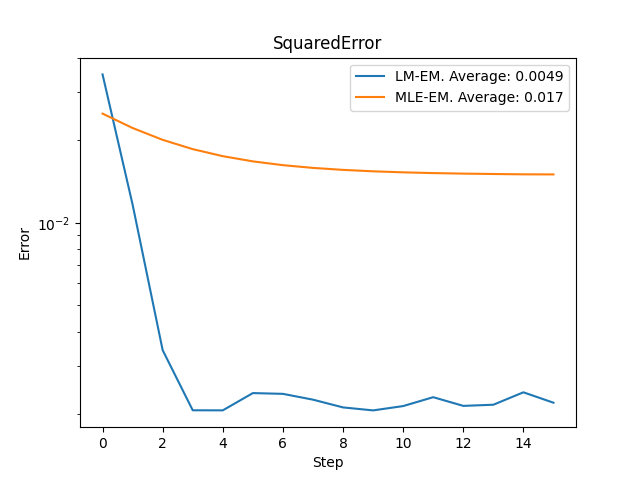 SquaredError
LM-EM. Average: 0.0049
MLE-EM. Average: 0.017
10⁻²
Error
0 2 4 6 8 10 12 14
Step